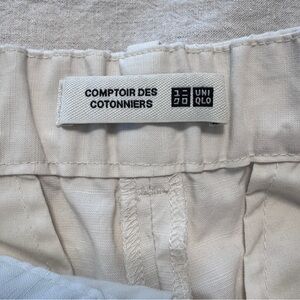 COMPTOIR DES
COTONNIERS
ユニ
クロ
UNI
QLO